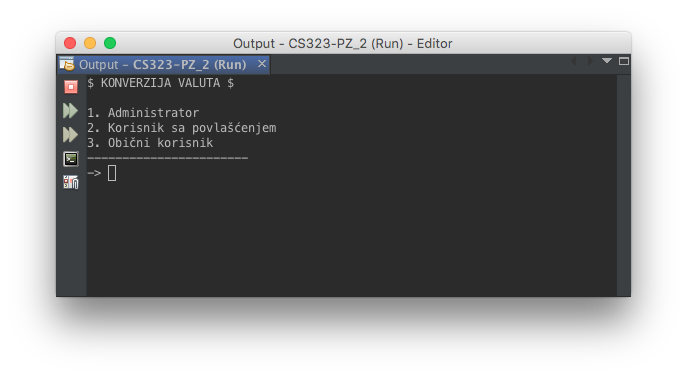 Output - CS323-PZ_2 (Run) - Editor
Output - CS323-PZ_2 (Run)
$ KONVERZIJA VALUTA $
1. Administrator
2. Korisnik sa povlašćenjem
3. Obični korisnik
-----------------------
->